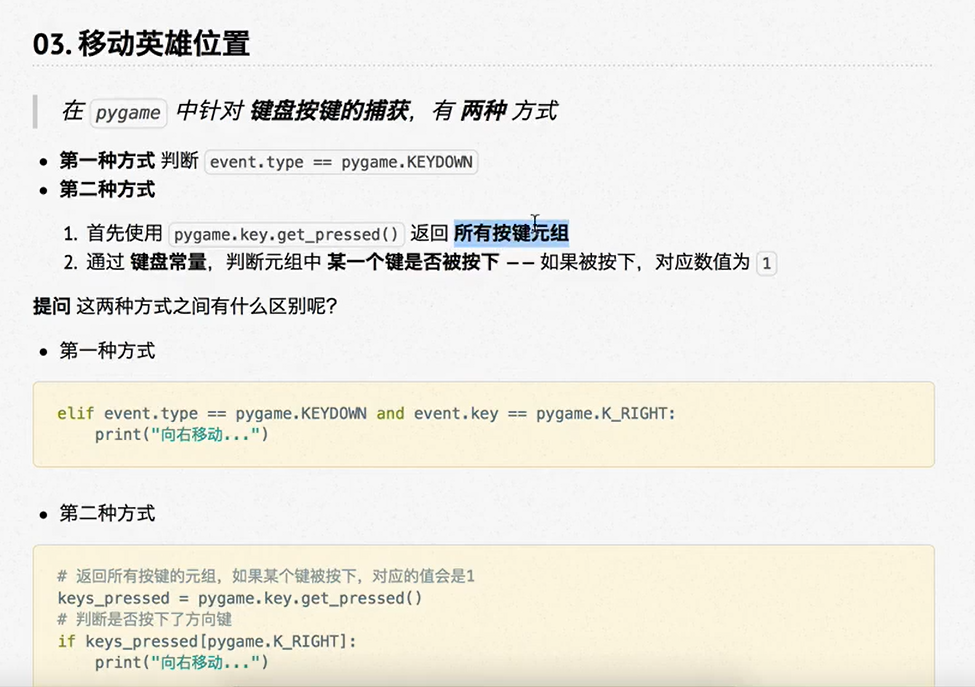 03. 移动英雄位置
在 pygame 中针对 键盘按键的捕获，有 两种 方式
• 第一种方式 判断 event.type == pygame.KEYDOWN
• 第二种方式
1. 首先使用 pygame.key.get_pressed() 返回 所有按键元组
2. 通过 键盘常量，判断元组中 某一个键是否被按下 —— 如果被按下，对应数值为 1
提问 这两种方式之间有什么区别呢？
• 第一种方式
elif event.type == pygame.KEYDOWN and event.key == pygame.K_RIGHT:
    print("向右移动...")
• 第二种方式
# 返回所有按键的元组，如果某个键被按下，对应的值会是1
keys_pressed = pygame.key.get_pressed()
# 判断是否按下了方向键
if keys_pressed[pygame.K_RIGHT]:
    print("向右移动...")